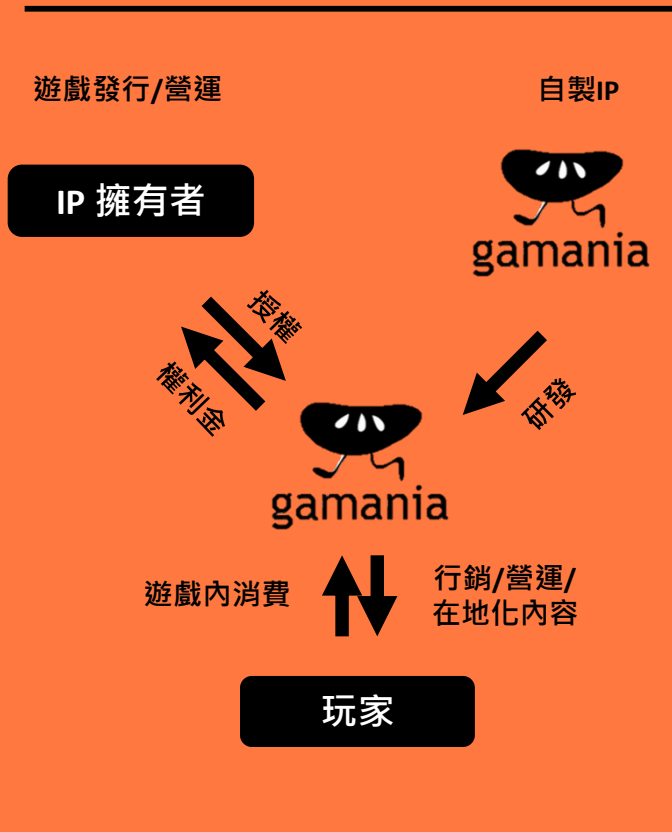 遊戲發行/營運
自製IP
IP 擁有者
gamania
授權
權利金
研發
gamania
遊戲內消費
行銷/營運/
在地化內容
玩家